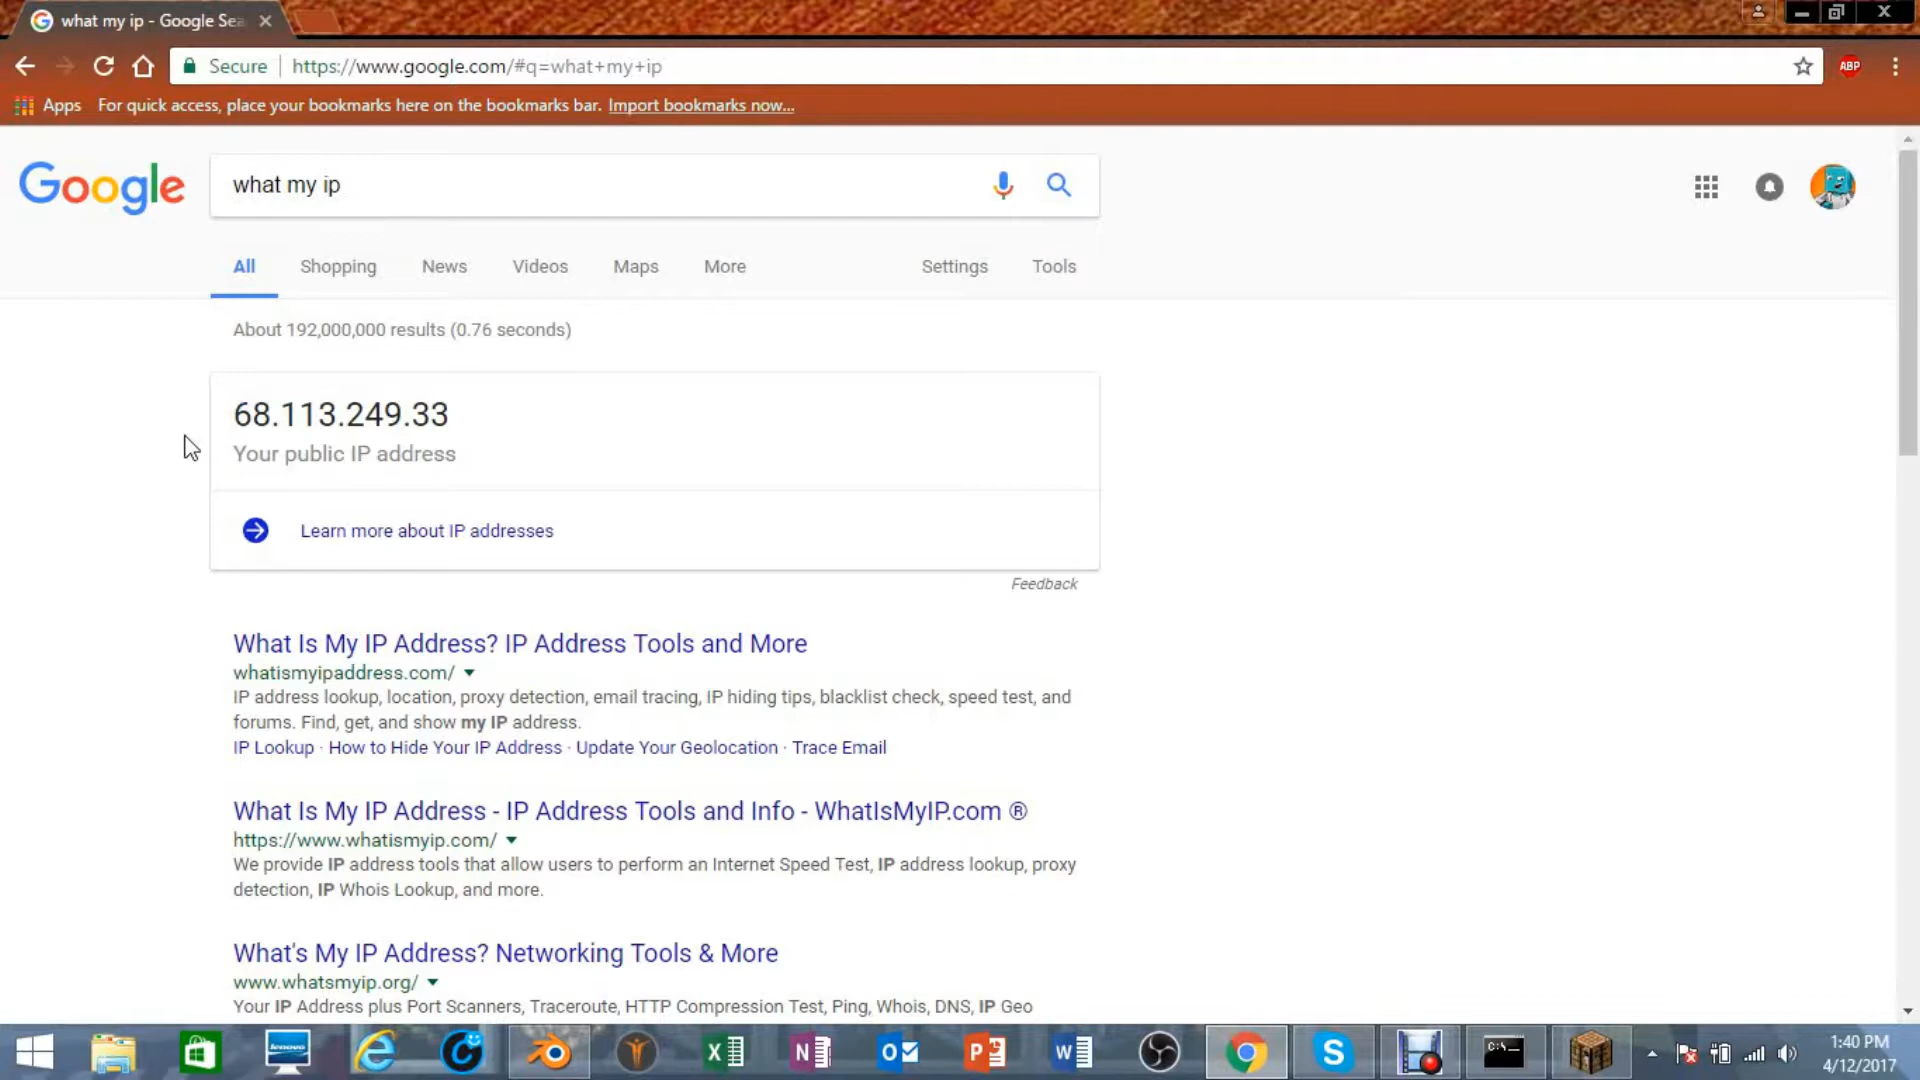 what my ip - Google Sea
Secure https://www.google.com/#q=what+my+ip
ABP
Apps For quick access, place your bookmarks here on the bookmarks bar. Import bookmarks now...
Google what my ip
All Shopping News Videos Maps More Settings Tools
About 192,000,000 results (0.76 seconds)
68.113.249.33
Your public IP address
Learn more about IP addresses
Feedback
What Is My IP Address? IP Address Tools and More
whatismyipaddress.com/
IP address lookup, location, proxy detection, email tracing, IP hiding tips, blacklist check, speed test, and
forums. Find, get, and show my IP address.
IP Lookup · How to Hide Your IP Address · Update Your Geolocation · Trace Email
What Is My IP Address - IP Address Tools and Info - WhatIsMyIP.com ®
https://www.whatismyip.com/
We provide IP address tools that allow users to perform an Internet Speed Test, IP address lookup, proxy
detection, IP Whois Lookup, and more.
What's My IP Address? Networking Tools & More
www.whatsmyip.org/
Your IP Address plus Port Scanners, Traceroute, HTTP Compression Test, Ping, Whois, DNS, IP Geo
lenovo
C:\
1:40 PM
4/12/2017